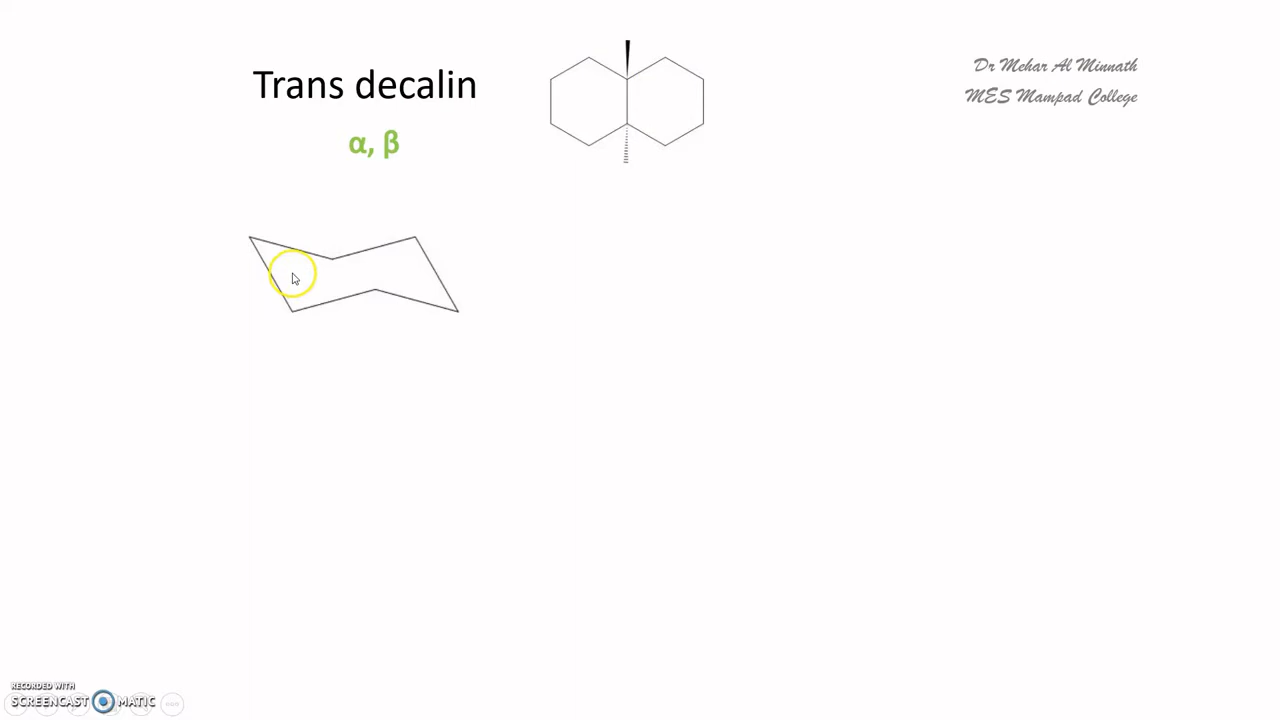 Trans decalin
α, β
Dr Mehar Al Minnath
MES Mampad College
RECORDED WITH
SCREENCAST MATIC